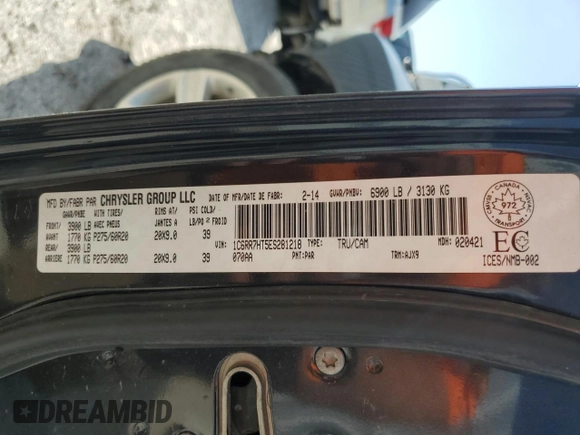 MFD BY/FABR PAR CHRYSLER GROUP LLC DATE OF MFR/DATE DE FABR: 2-14 GVWR/PNBV: 6900 LB / 3130 KG
GAWR/PNBE WITH TIRES/ RIMS AT/ PSI COLD/
FRONT/ 3900 LB AVEC PNEUS JANTES A LB/PO² FROID
AVANT 1770 KG P275/60R20 20X9.0 39
REAR/ 3900 LB
ARRIERE 1770 KG P275/60R20 20X9.0 39
VIN: 1C6RR7HT5ES281218 TYPE: TRU/CAM MDH: 020421
070AA PNT:PAR TRM:AJX9
CANADA
972
TRANSPORT
EC
ICES/NMB-002
DREAMBID